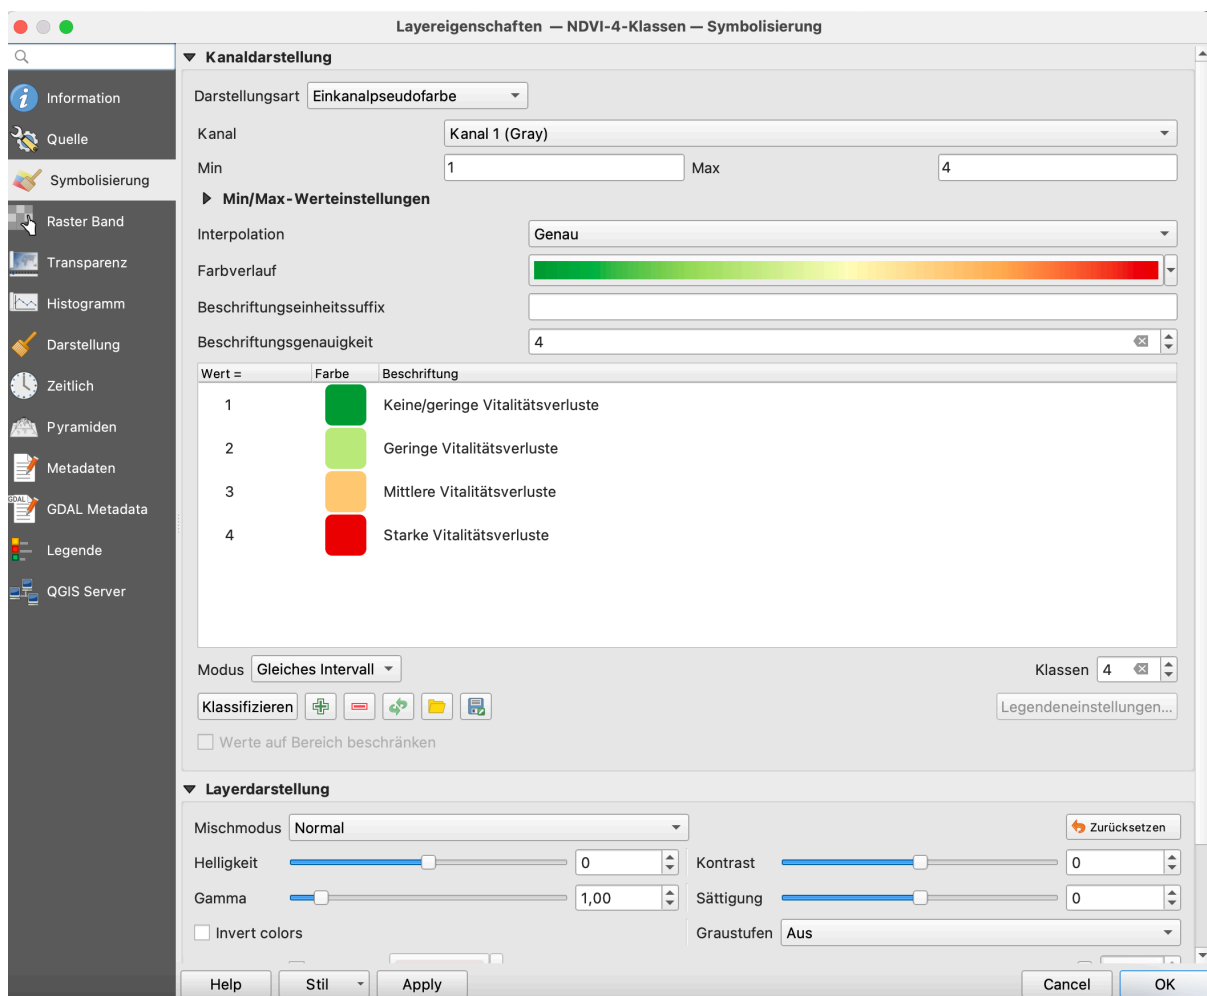 Layereigenschaften — NDVI-4-Klassen — Symbolisierung
Information
Quelle
Symbolisierung
Raster Band
Transparenz
Histogramm
Darstellung
Zeitlich
Pyramiden
Metadaten
GDAL
GDAL Metadata
Legende
QGIS Server
Kanaldarstellung
Darstellungsart Einkanalpseudofarbe
Kanal Kanal 1 (Gray)
Min 1 Max 4
Min/Max-Werteinstellungen
Interpolation Genau
Farbverlauf
Beschriftungseinheitssuffix
Beschriftungsgenauigkeit 4
Wert = Farbe Beschriftung
1 Keine/geringe Vitalitätsverluste
2 Geringe Vitalitätsverluste
3 Mittlere Vitalitätsverluste
4 Starke Vitalitätsverluste
Modus Gleiches Intervall Klassen 4
Klassifizieren Legendeneinstellungen...
Werte auf Bereich beschränken
Layerdarstellung
Mischmodus Normal Zurücksetzen
Helligkeit 0 Kontrast 0
Gamma 1,00 Sättigung 0
Invert colors Graustufen Aus
Help Stil Apply Cancel OK